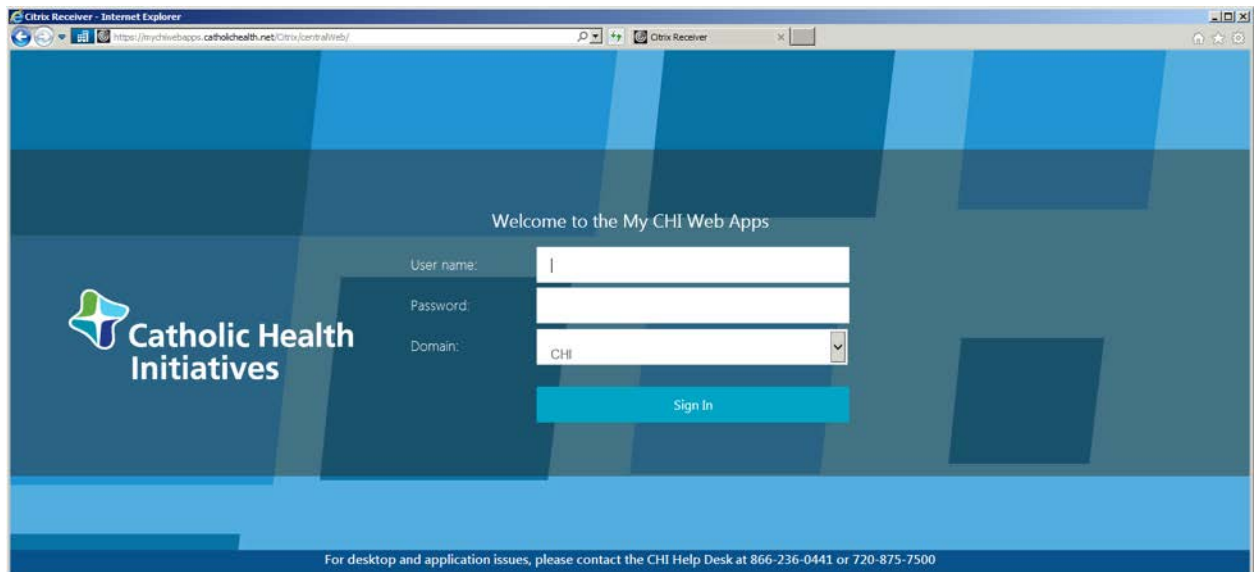 Citrix Receiver - Internet Explorer
https://mychiwebapps.catholichealth.net/Citrix/centralWeb/
Citrix Receiver
Welcome to the My CHI Web Apps
User name:
Password:
Domain:
CHI
Catholic Health
Initiatives
Sign In
For desktop and application issues, please contact the CHI Help Desk at 866-236-0441 or 720-875-7500